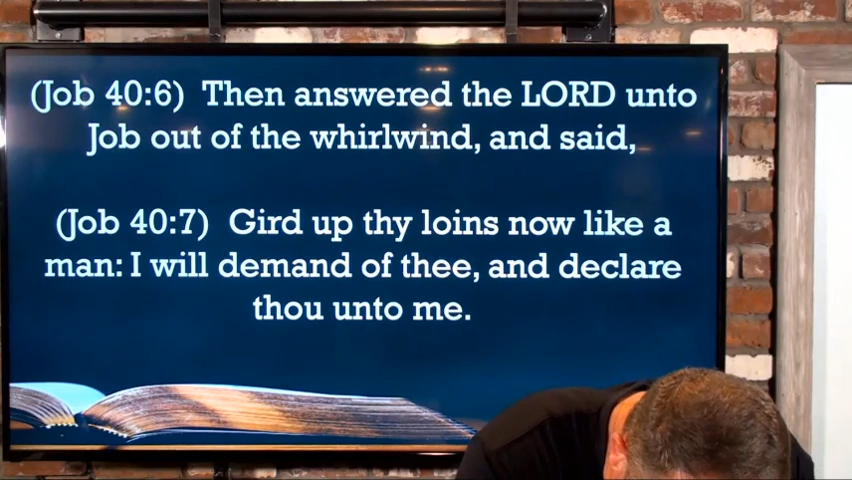 (Job 40:6) Then answered the LORD unto
Job out of the whirlwind, and said,
(Job 40:7) Gird up thy loins now like a
man: I will demand of thee, and declare
thou unto me.